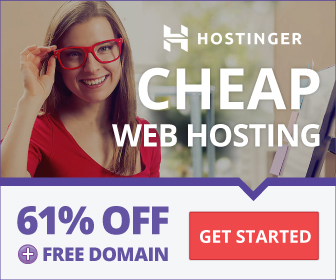 HOSTINGER
CHEAP
WEB HOSTING
61% OFF
+ FREE DOMAIN
GET STARTED